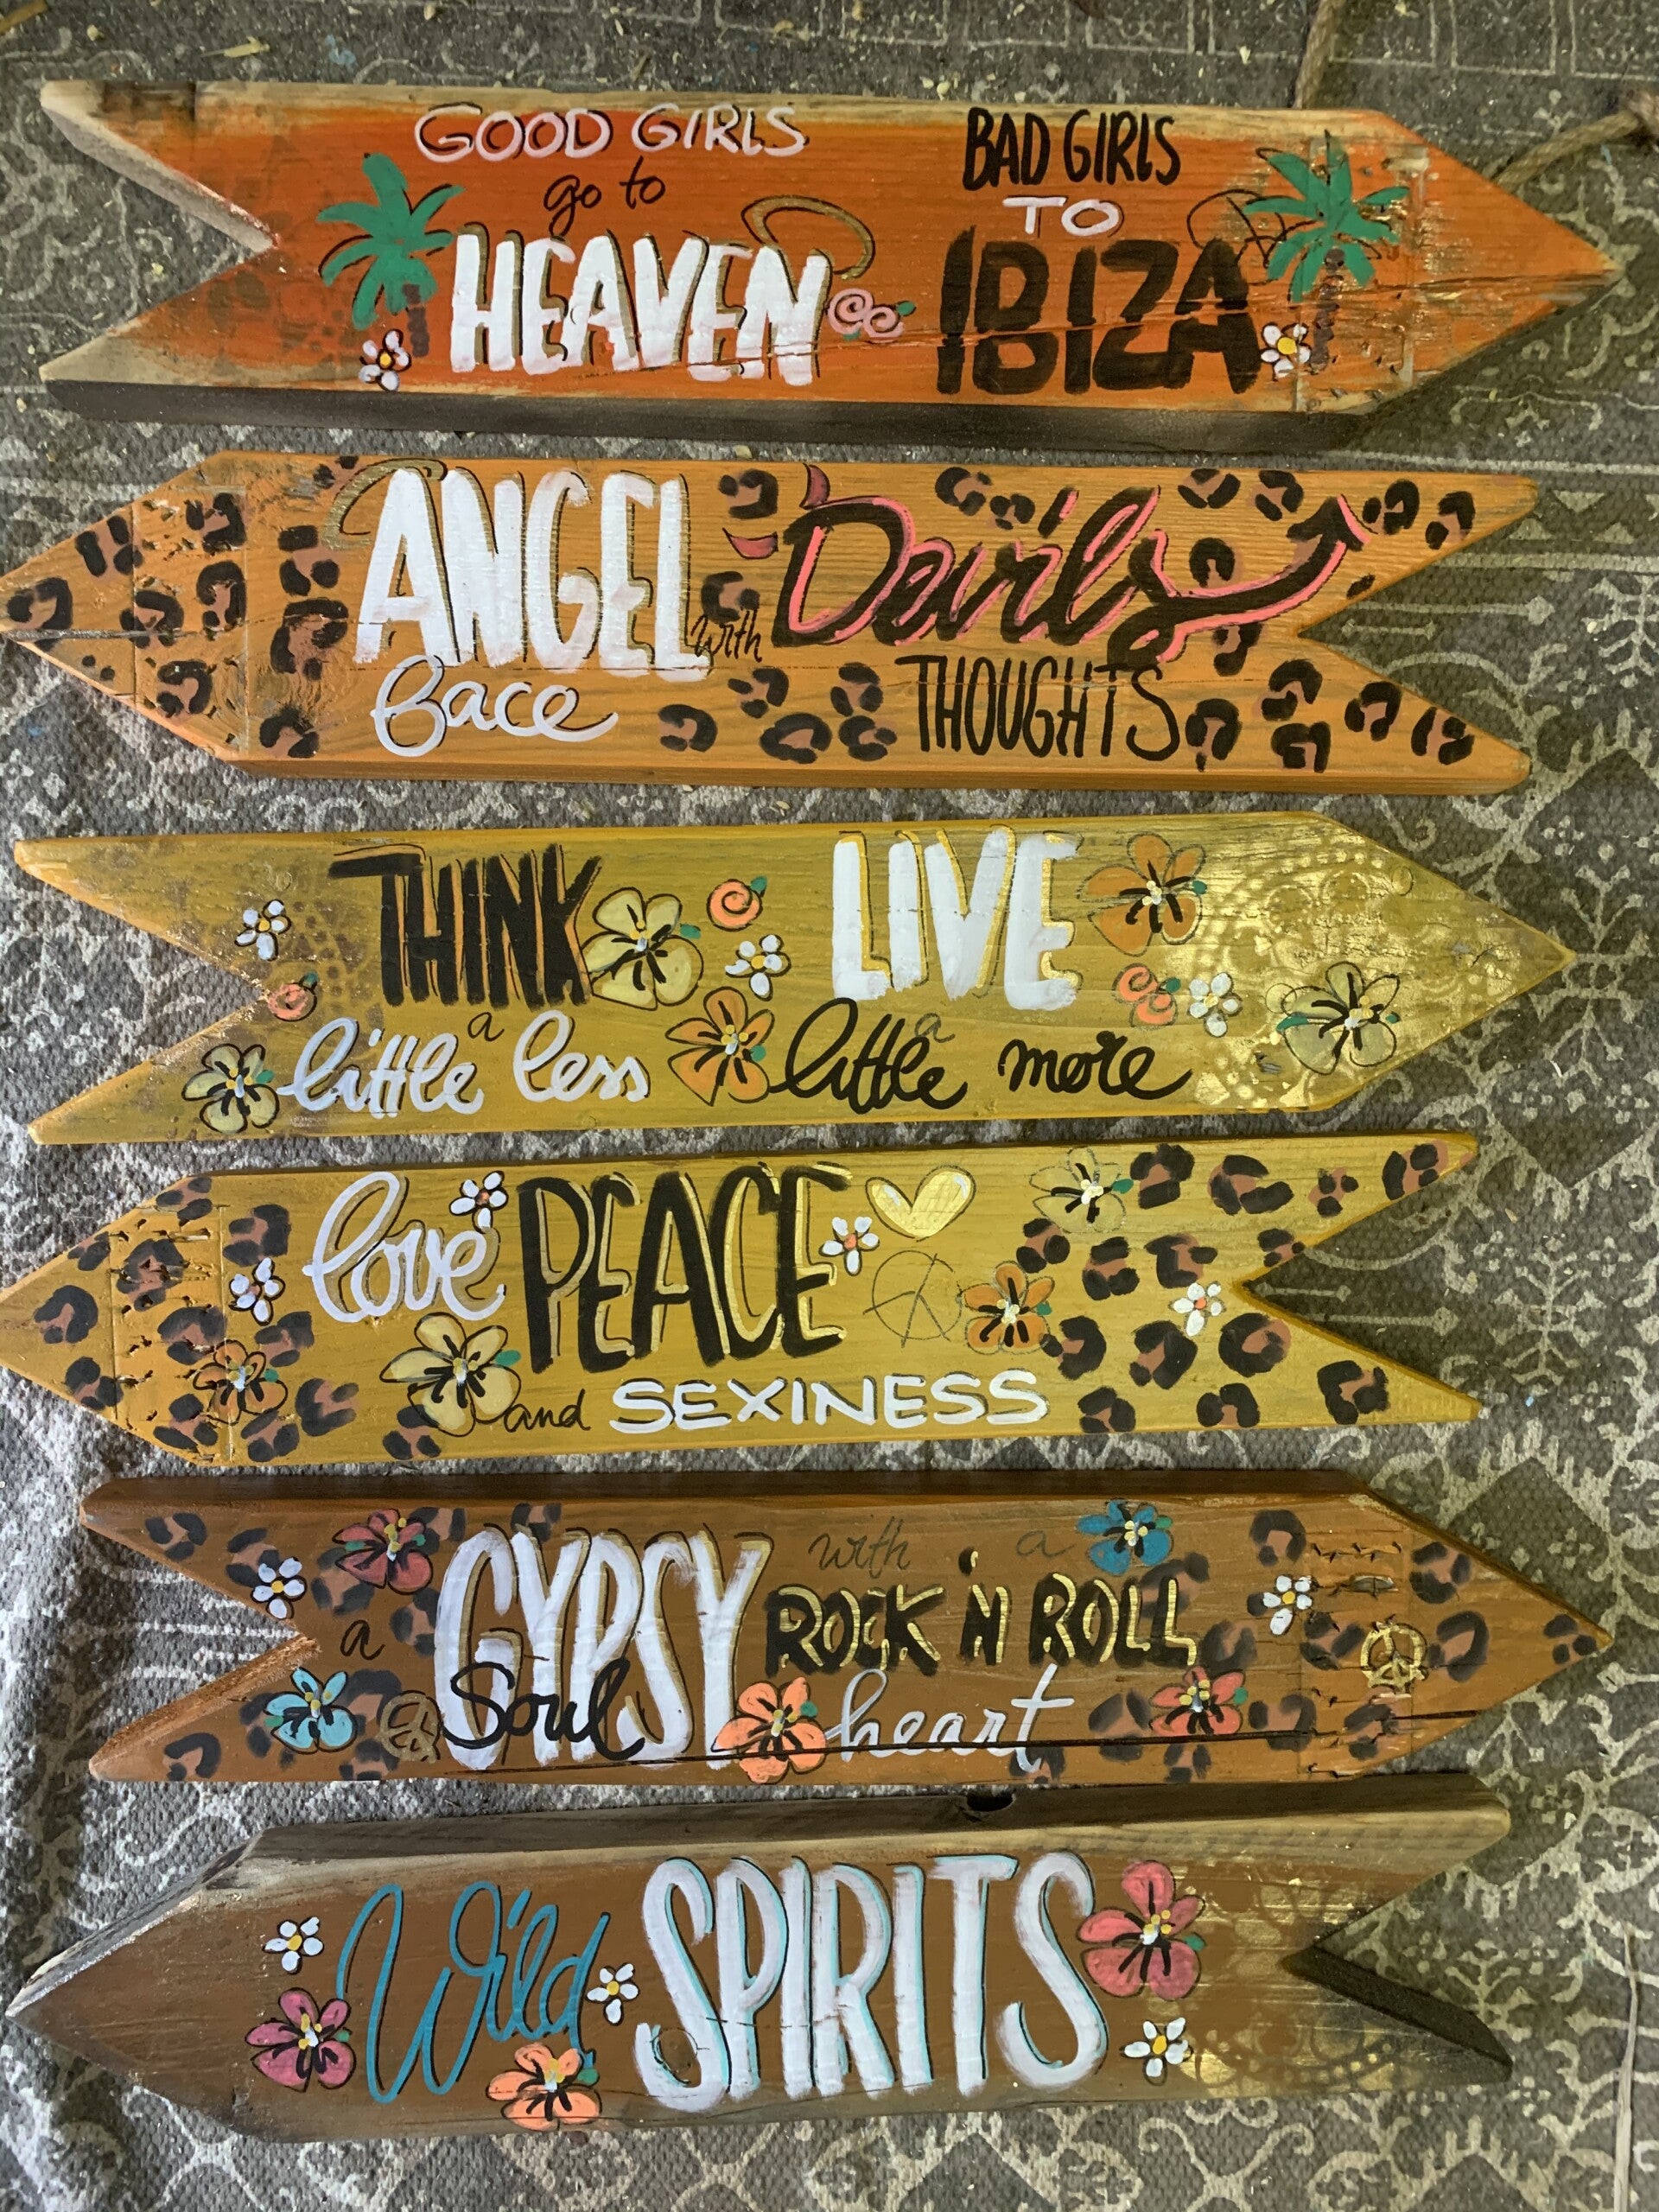 GOOD GIRLS
go to
HEAVEN
BAD GIRLS
TO
IBIZA
ANGEL
face
with
Devils
THOUGHTS
THINK
a
little less
LIVE
a
little more
love PEACE
and SEXINESS
a GYPSY
Soul
with a
ROCK 'N ROLL
heart
Wild SPIRITS